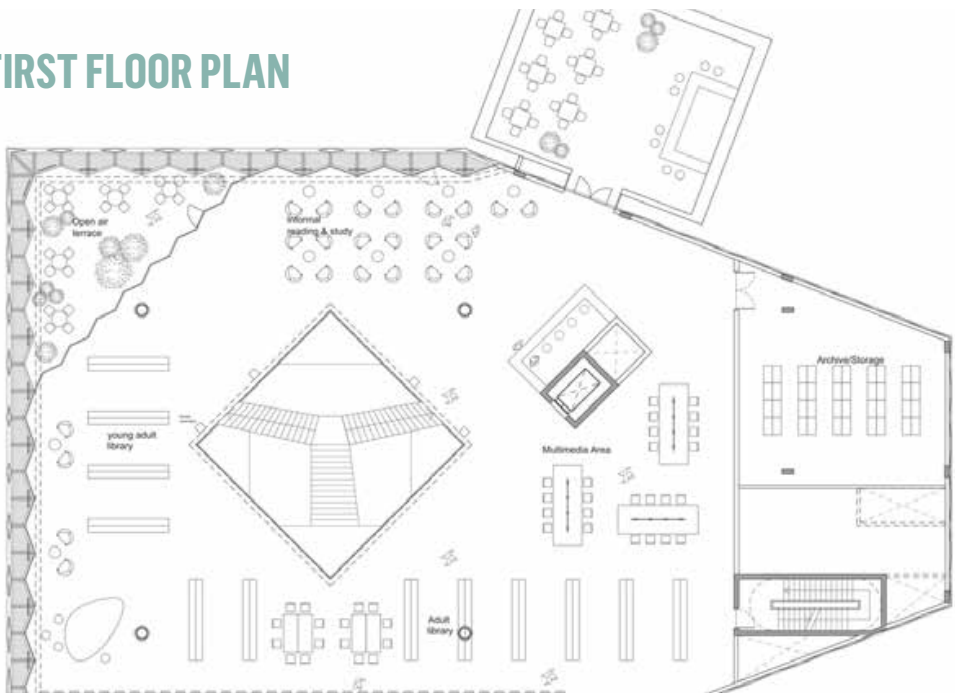 FIRST FLOOR PLAN
Open air
terrace
Informal
reading & study
Archive/Storage
young adult
library
Multimedia Area
Adult
library